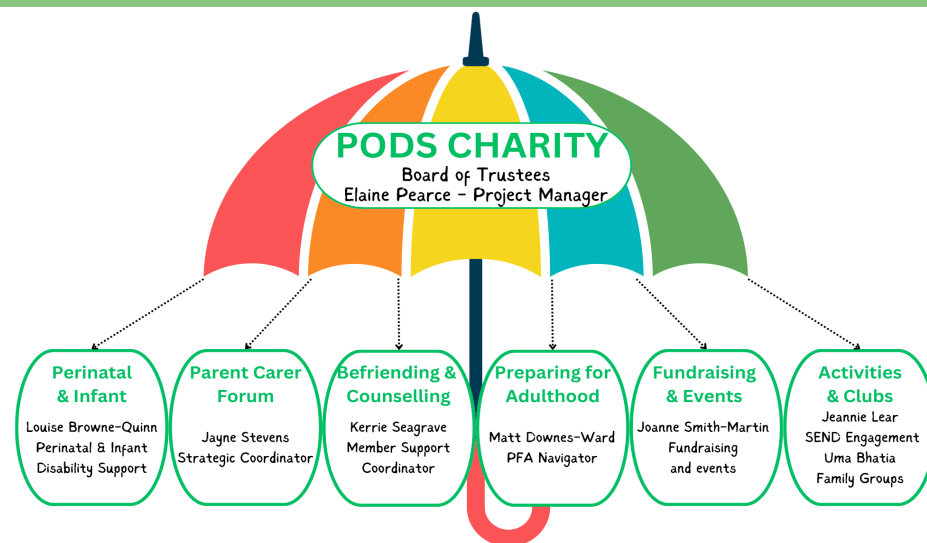 PODS CHARITY
Board of Trustees
Elaine Pearce - Project Manager
Perinatal
& Infant
Louise Browne-Quinn
Perinatal & Infant
Disability Support
Parent Carer
Forum
Jayne Stevens
Strategic Coordinator
Befriending &
Counselling
Kerrie Seagrave
Member Support
Coordinator
Preparing for
Adulthood
Matt Downes-Ward
PFA Navigator
Fundraising
& Events
Joanne Smith-Martin
Fundraising
and events
Activities
& Clubs
Jeannie Lear
SEND Engagement
Uma Bhatia
Family Groups